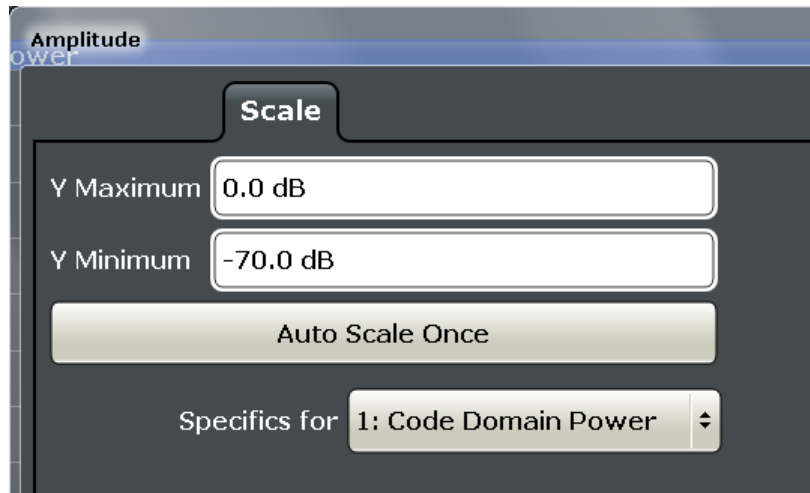 Amplitude
ower
Scale
Y Maximum 0.0 dB
Y Minimum -70.0 dB
Auto Scale Once
Specifics for 1: Code Domain Power